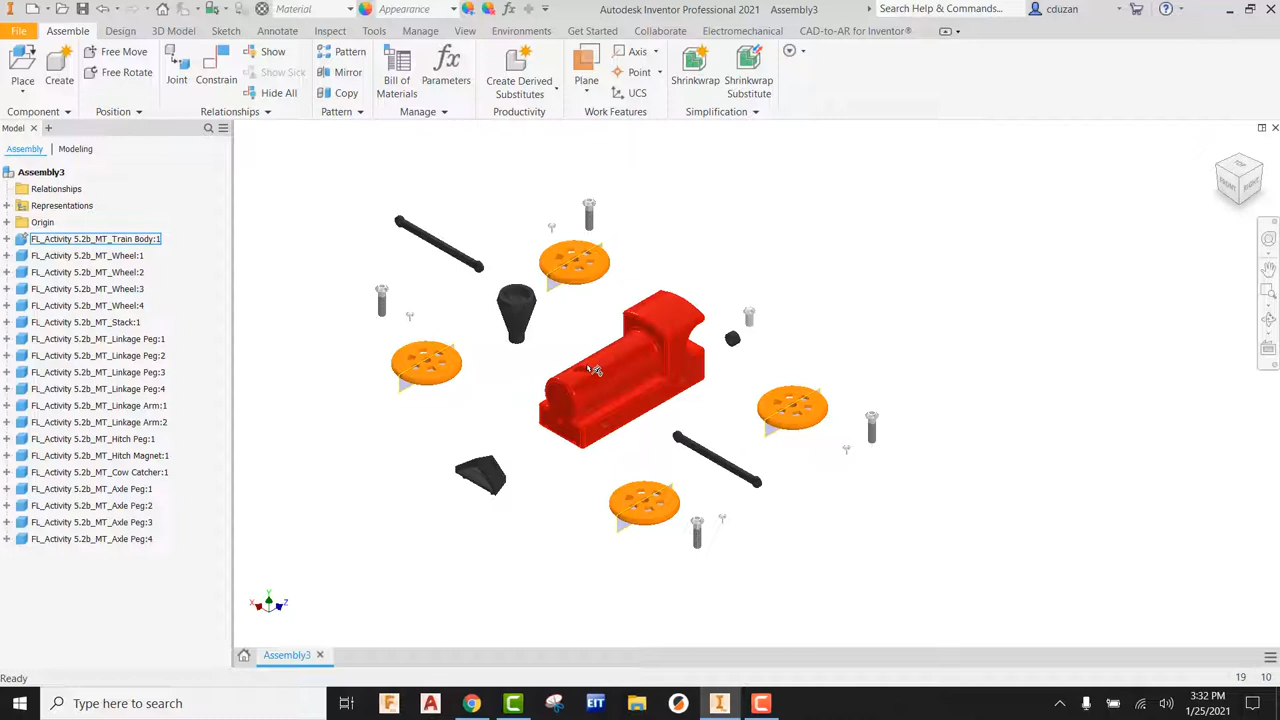 Material
Appearance
Autodesk Inventor Professional 2021 Assembly3
Search Help & Commands...
cduzan
File
Assemble
Design
3D Model
Sketch
Annotate
Inspect
Tools
Manage
View
Environments
Get Started
Collaborate
Electromechanical
CAD-to-AR for Inventor®
Place
Create
Free Move
Free Rotate
Joint
Constrain
Show
Show Sick
Hide All
Pattern
Mirror
Copy
Bill of
Materials
fx
Parameters
Create Derived
Substitutes
Plane
Axis
Point
UCS
Shrinkwrap
Shrinkwrap
Substitute
Component
Position
Relationships
Pattern
Manage
Productivity
Work Features
Simplification
Model
Assembly
Modeling
Assembly3
Relationships
Representations
Origin
FL_Activity 5.2b_MT_Train Body:1
FL_Activity 5.2b_MT_Wheel:1
FL_Activity 5.2b_MT_Wheel:2
FL_Activity 5.2b_MT_Wheel:3
FL_Activity 5.2b_MT_Wheel:4
FL_Activity 5.2b_MT_Stack:1
FL_Activity 5.2b_MT_Linkage Peg:1
FL_Activity 5.2b_MT_Linkage Peg:2
FL_Activity 5.2b_MT_Linkage Peg:3
FL_Activity 5.2b_MT_Linkage Peg:4
FL_Activity 5.2b_MT_Linkage Arm:1
FL_Activity 5.2b_MT_Linkage Arm:2
FL_Activity 5.2b_MT_Hitch Peg:1
FL_Activity 5.2b_MT_Hitch Magnet:1
FL_Activity 5.2b_MT_Cow Catcher:1
FL_Activity 5.2b_MT_Axle Peg:1
FL_Activity 5.2b_MT_Axle Peg:2
FL_Activity 5.2b_MT_Axle Peg:3
FL_Activity 5.2b_MT_Axle Peg:4
TOP
FRONT
RIGHT
X
Y
Z
Assembly3
Ready
19
10
Type here to search
EIT
3:32 PM
1/25/2021